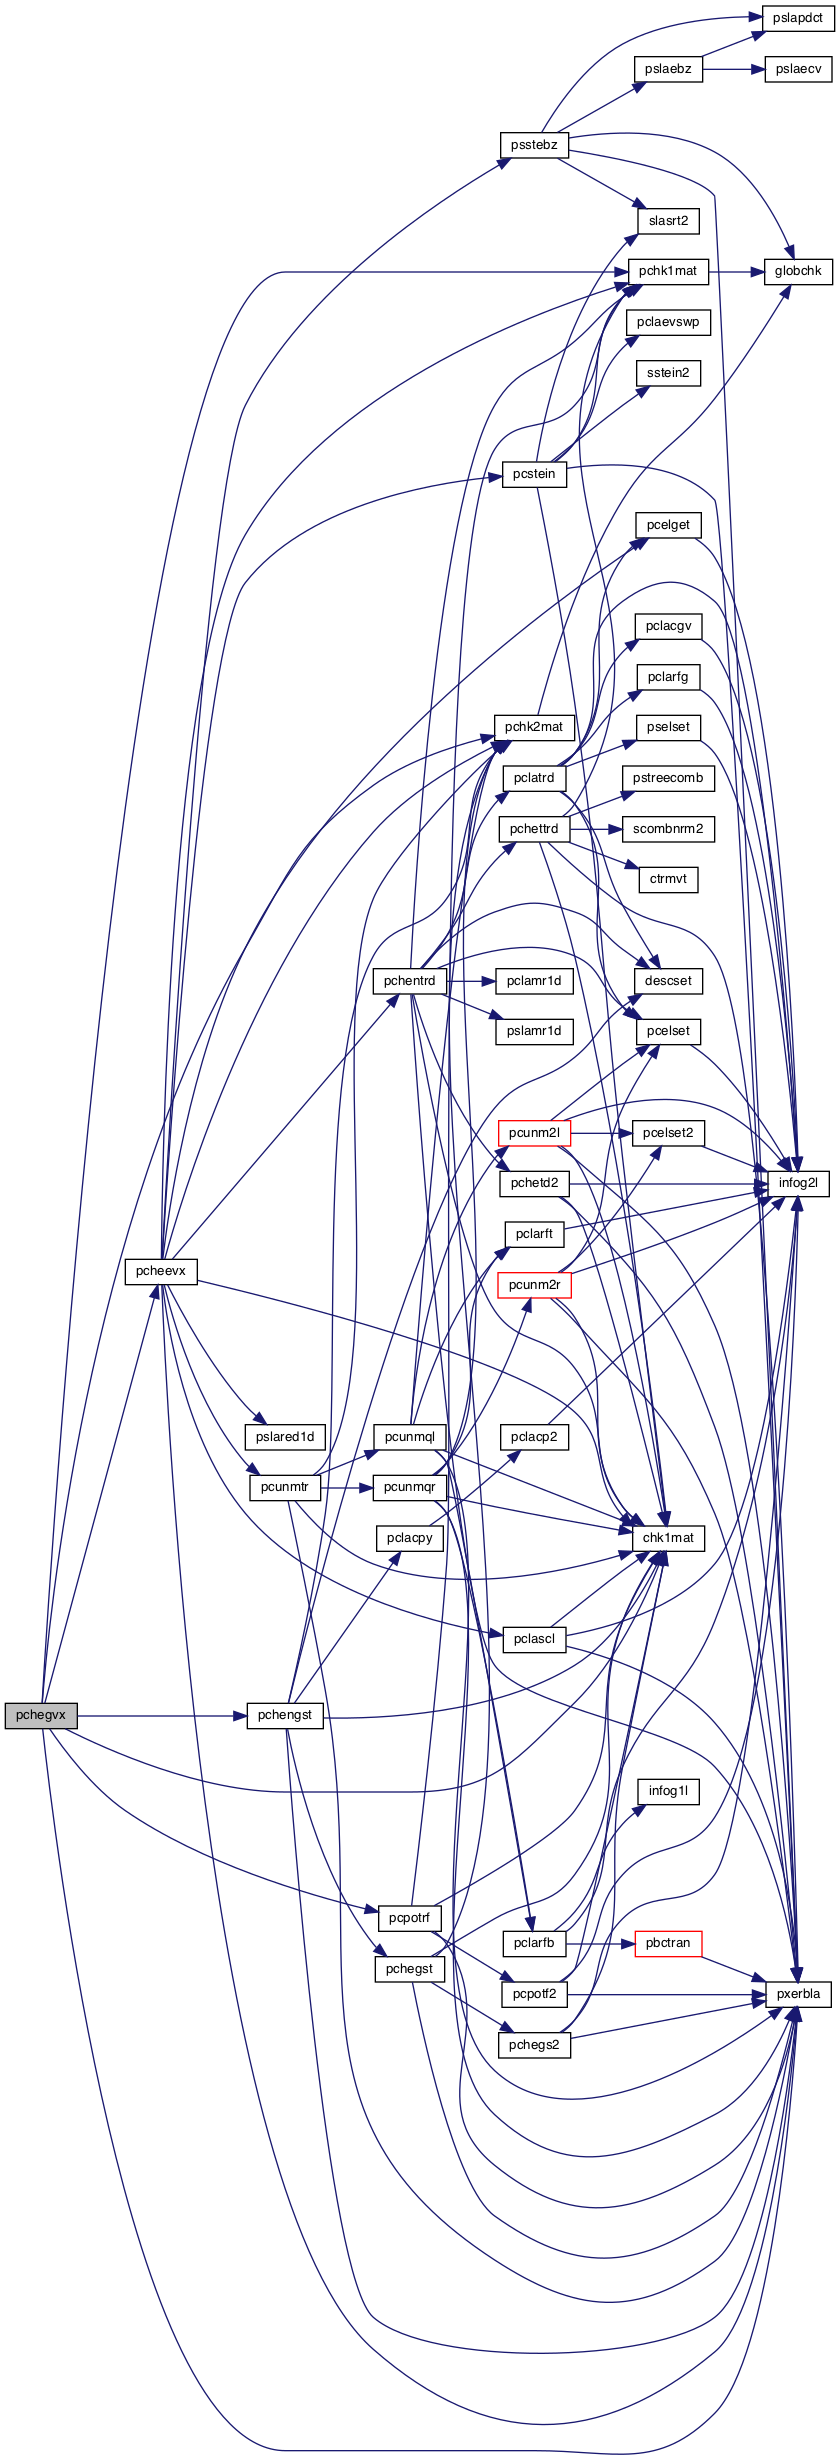 pslapdct
pslaebz
pslaecv
psstebz
slasrt2
pchk1mat
globchk
pclaevswp
sstein2
pcstein
pcelget
pclacgv
pclarfg
pchk2mat
pselset
pclatrd
pstreecomb
pchettrd
scombnrm2
ctrmvt
pchentrd
pclamr1d
descset
pslamr1d
pcelset
pcunm2l
pcelset2
pchetd2
infog2l
pclarft
pcheevx
pcunm2r
pslared1d
pcunmql
pclacp2
pcunmtr
pcunmqr
pclacpy
chk1mat
pclascl
pchegvx
pchengst
infog1l
pcpotrf
pclarfb
pbctran
pchegst
pcpotf2
pxerbla
pchegs2